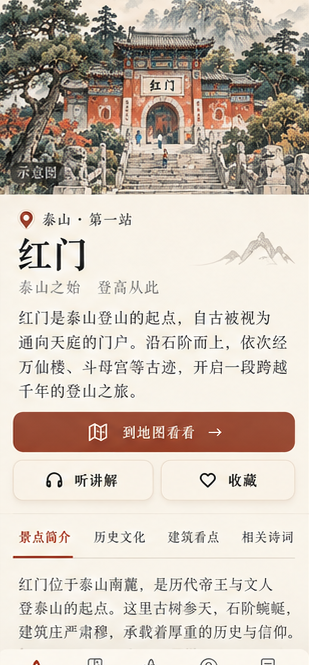 红门
示意图
泰山·第一站
红门
泰山之始 登高从此
红门是泰山登山的起点，自古被视为
通向天庭的门户。沿石阶而上，依次经
万仙楼、斗母宫等古迹，开启一段跨越
千年的登山之旅。
到地图看看 →
听讲解
收藏
景点简介
历史文化
建筑看点
相关诗词
红门位于泰山南麓，是历代帝王与文人
登泰山的起点。这里古树参天，石阶蜿蜒，
建筑庄严肃穆，承载着厚重的历史与信仰。